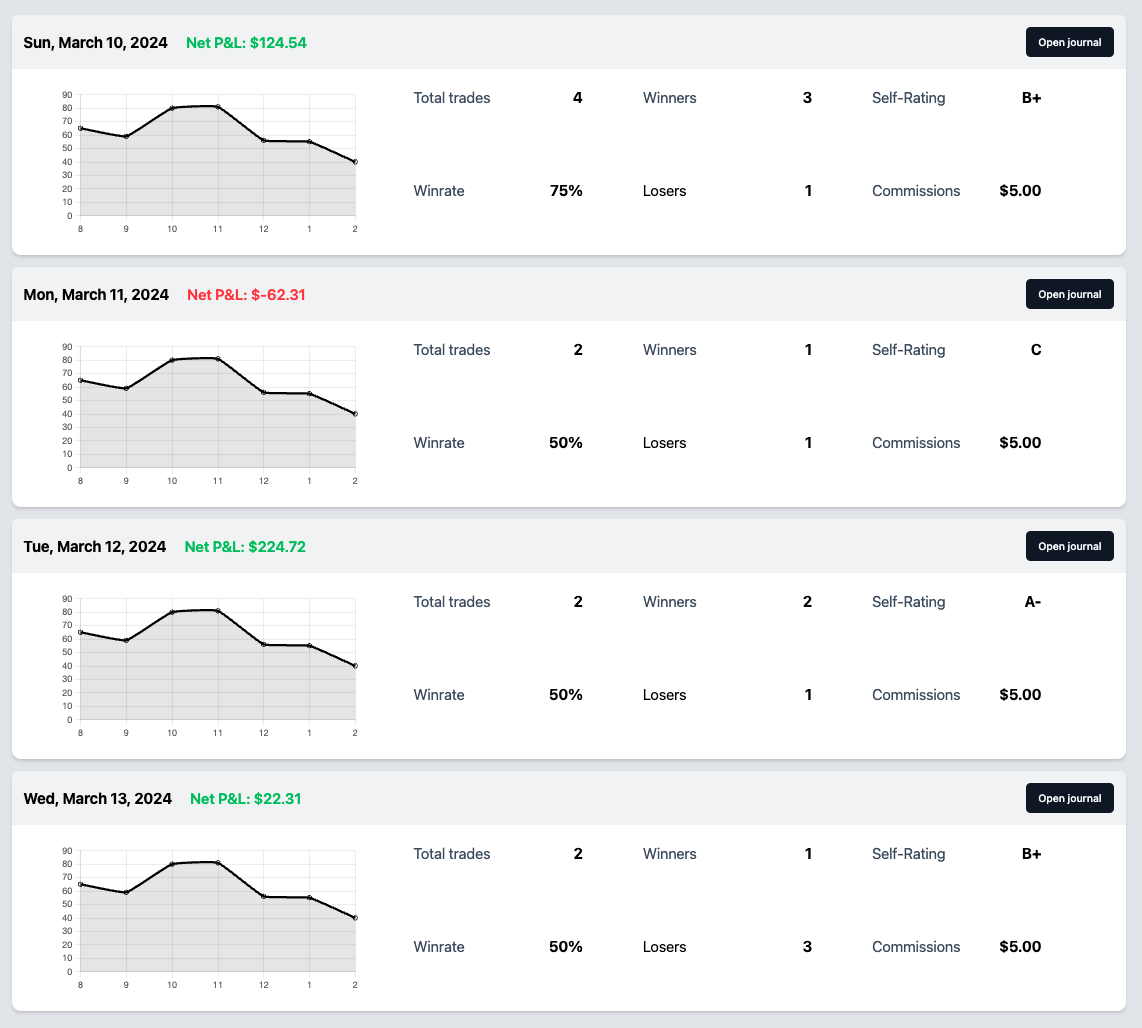 Sun, March 10, 2024 Net P&L: $124.54 Open journal
90
80
70
60
50
40
30
20
10
0
8 9 10 11 12 1 2
Total trades 4 Winners 3 Self-Rating B+
Winrate 75% Losers 1 Commissions $5.00
Mon, March 11, 2024 Net P&L: $-62.31 Open journal
90
80
70
60
50
40
30
20
10
0
8 9 10 11 12 1 2
Total trades 2 Winners 1 Self-Rating C
Winrate 50% Losers 1 Commissions $5.00
Tue, March 12, 2024 Net P&L: $224.72 Open journal
90
80
70
60
50
40
30
20
10
0
8 9 10 11 12 1 2
Total trades 2 Winners 2 Self-Rating A-
Winrate 50% Losers 1 Commissions $5.00
Wed, March 13, 2024 Net P&L: $22.31 Open journal
90
80
70
60
50
40
30
20
10
0
8 9 10 11 12 1 2
Total trades 2 Winners 1 Self-Rating B+
Winrate 50% Losers 3 Commissions $5.00